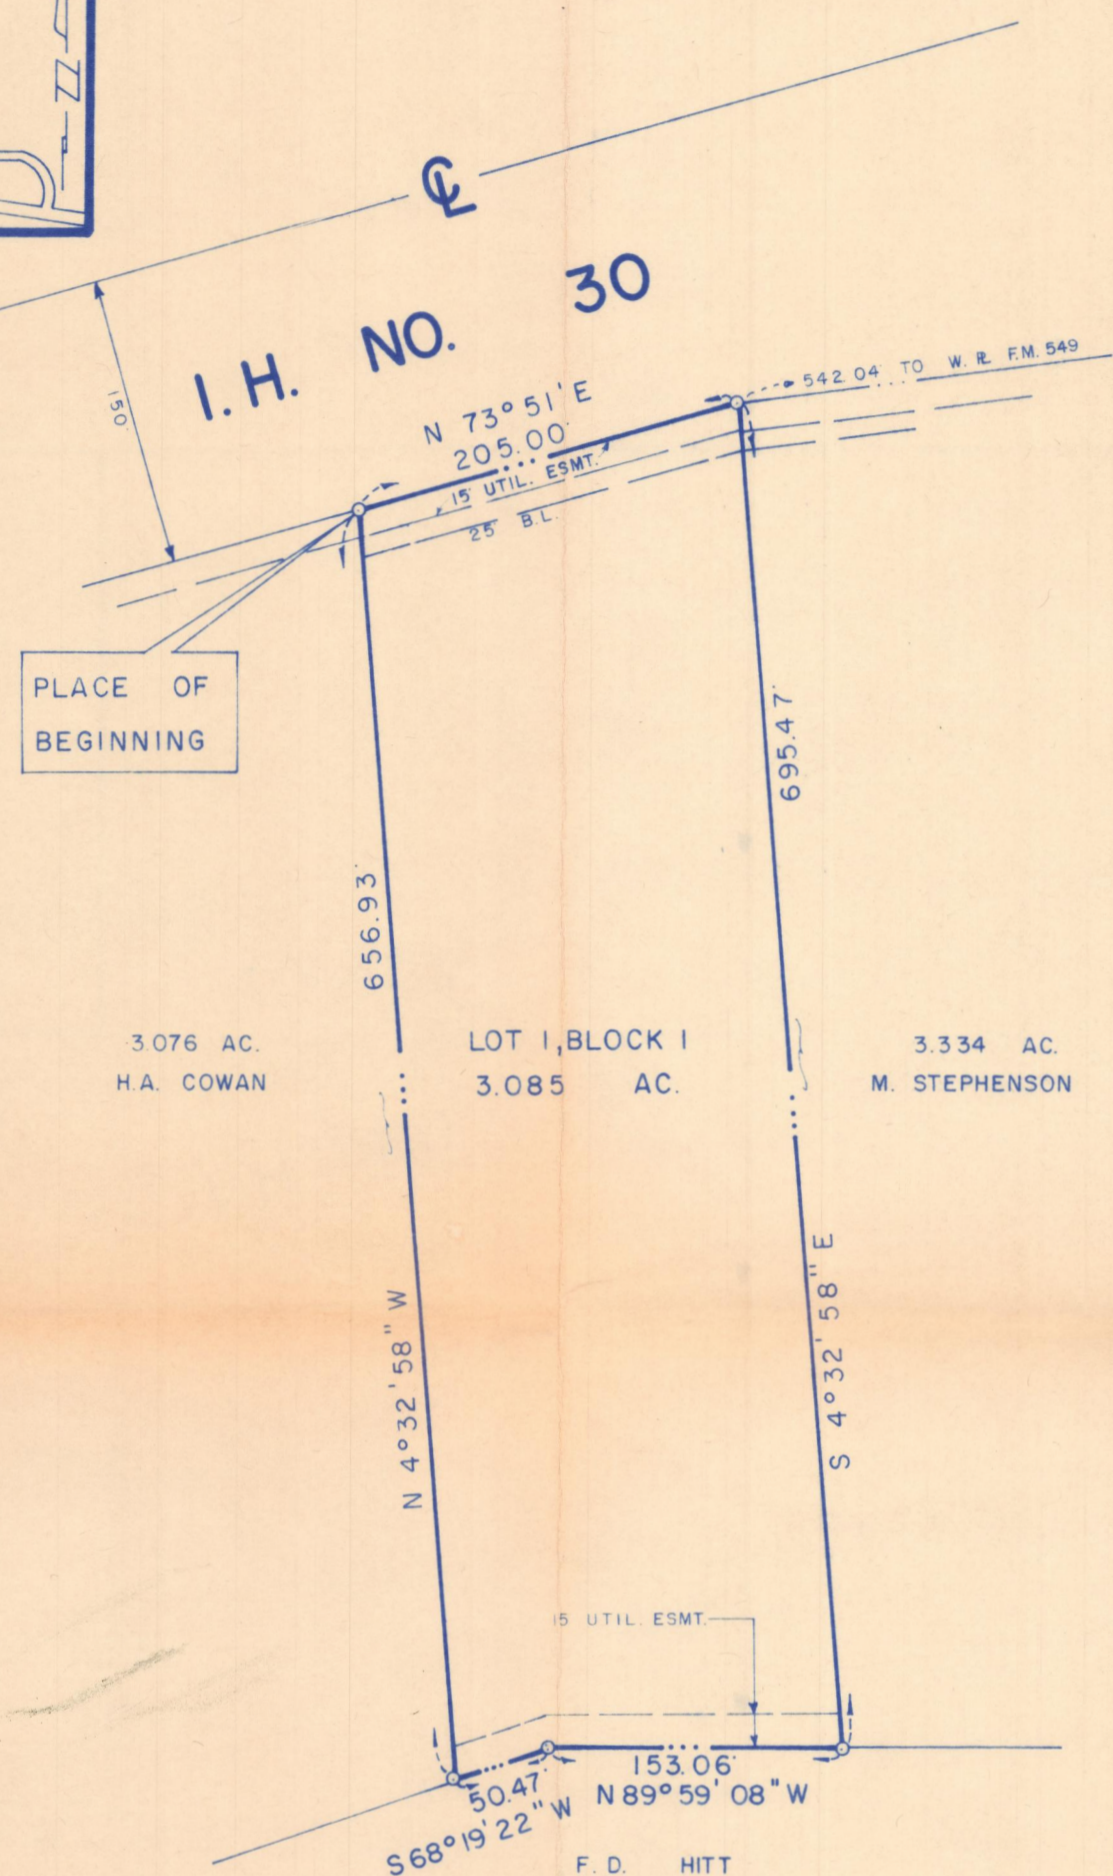 ℄
150'
I. H. NO. 30
N 73° 51' E
205.00'
542.04' TO W. ꟼL F.M. 549
15' UTIL. ESMT.
25' B.L.
PLACE OF
BEGINNING
695.47'
656.93'
3.076 AC.
H.A. COWAN
LOT 1, BLOCK 1
3.085 AC.
3.334 AC.
M. STEPHENSON
N 4° 32' 58" W
S 4° 32' 58" E
15' UTIL. ESMT.
50.47'
S 68° 19' 22" W
153.06'
N 89° 59' 08" W
F. D. HITT